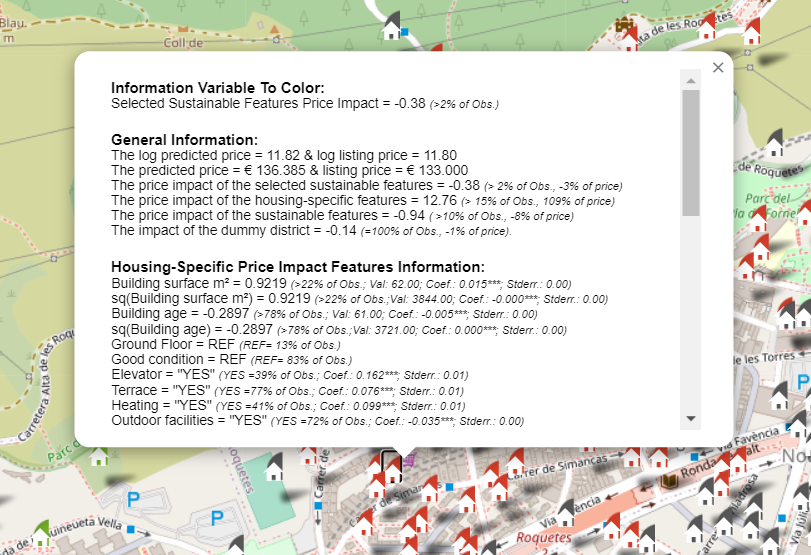 Blau.
m
Coll de
ta de les Roquetes
Information Variable To Color:
Selected Sustainable Features Price Impact = -0.38 (>2% of Obs.)
General Information:
The log predicted price = 11.82 & log listing price = 11.80
The predicted price = € 136.385 & listing price = € 133.000
The price impact of the selected sustainable features = -0.38 (> 2% of Obs., -3% of price)
The price impact of the housing-specific features = 12.76 (> 15% of Obs., 109% of price)
The price impact of the sustainable features = -0.94 ( >10% of Obs., -8% of price)
The impact of the dummy district = -0.14 (=100% of Obs., -1% of price).
Housing-Specific Price Impact Features Information:
Building surface m² = 0.9219 (>22% of Obs.; Val: 62.00; Coef.: 0.015***; Stderr.: 0.00)
sq(Building surface m²) = 0.9219 (>22% of Obs.;Val: 3844.00; Coef.: -0.000***; Stderr.: 0.00)
Building age = -0.2897 (>78% of Obs.; Val: 61.00; Coef.: -0.005***; Stderr.: 0.00)
sq(Building age) = -0.2897 (>78% of Obs.;Val: 3721.00; Coef.: 0.000***; Stderr.: 0.00)
Ground Floor = REF (REF= 13% of Obs.)
Good condition = REF (REF= 83% of Obs.)
Elevator = "YES" (YES =39% of Obs.; Coef.: 0.162***; Stderr.: 0.01)
Terrace = "YES" (YES =77% of Obs.; Coef.: 0.076***; Stderr.: 0.01)
Heating = "YES" (YES =41% of Obs.; Coef.: 0.099***; Stderr.: 0.01)
Outdoor facilities = "YES" (YES =72% of Obs.; Coef.: -0.035***; Stderr.: 0.00)
de Roquetes
Parc de
la de Forne
le les Torres
P
Carretera Alta de les Roq
Parc c
Roquetes
Carrer de
Carrer de Simancas
Via Favència
Ronda
alt
No
P
P
uineueta Vella
Via
vència
Roquetes